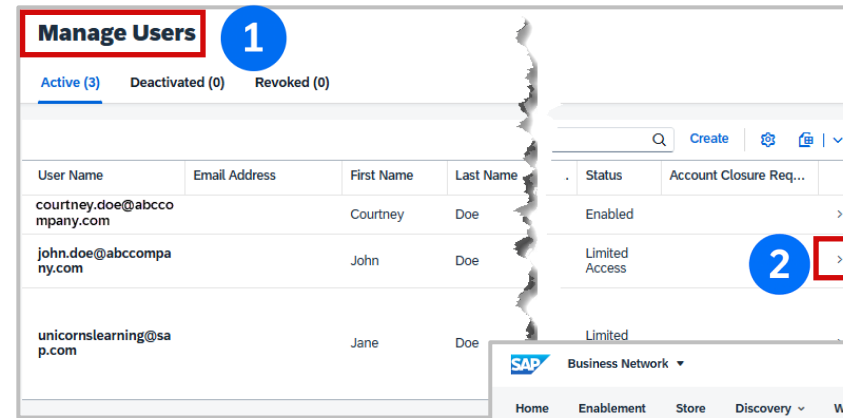 Manage Users 1
Active (3) Deactivated (0) Revoked (0)
Create
User Name Email Address First Name Last Name . Status Account Closure Req...
courtney.doe@abcco
mpany.com Courtney Doe Enabled
john.doe@abccompa
ny.com John Doe Limited
Access 2
unicornslearning@sa
p.com Jane Doe Limited
SAP Business Network
Home Enablement Store Discovery W